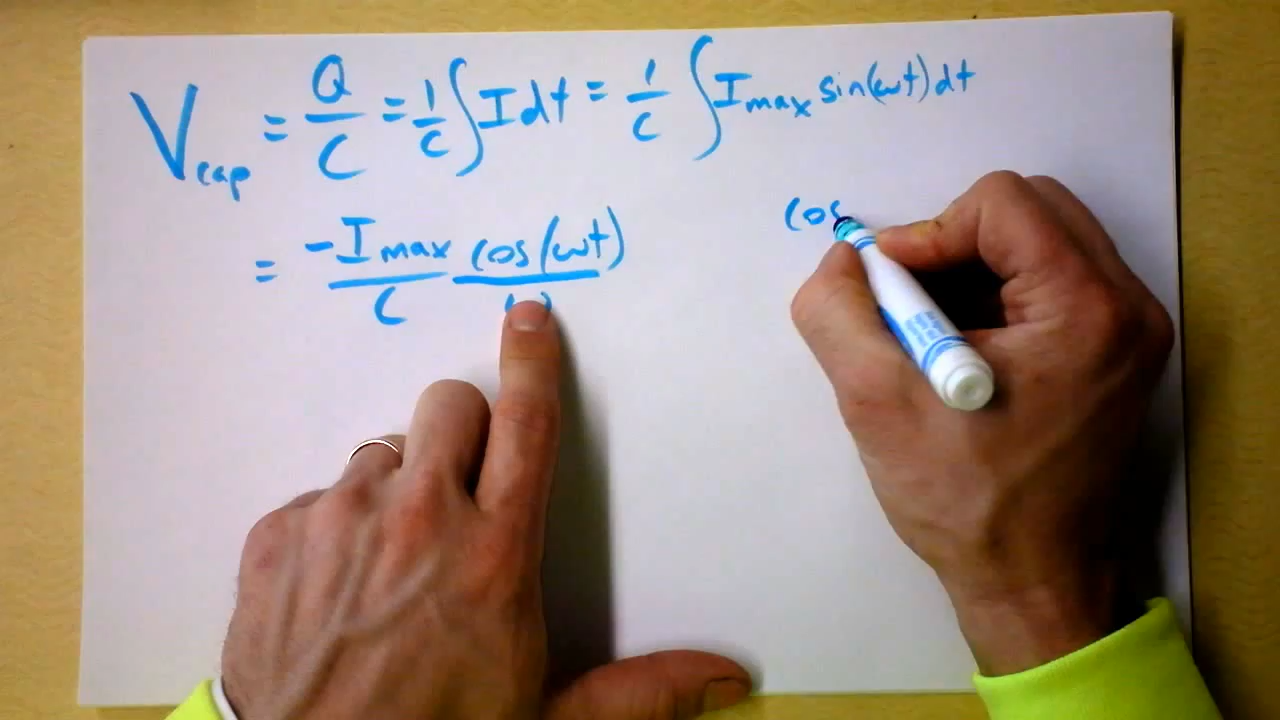 V_cap = Q/C = 1/C ∫ I dt = 1/C ∫ I_max sin(ωt) dt
= -I_max/C cos(ωt)/
cos